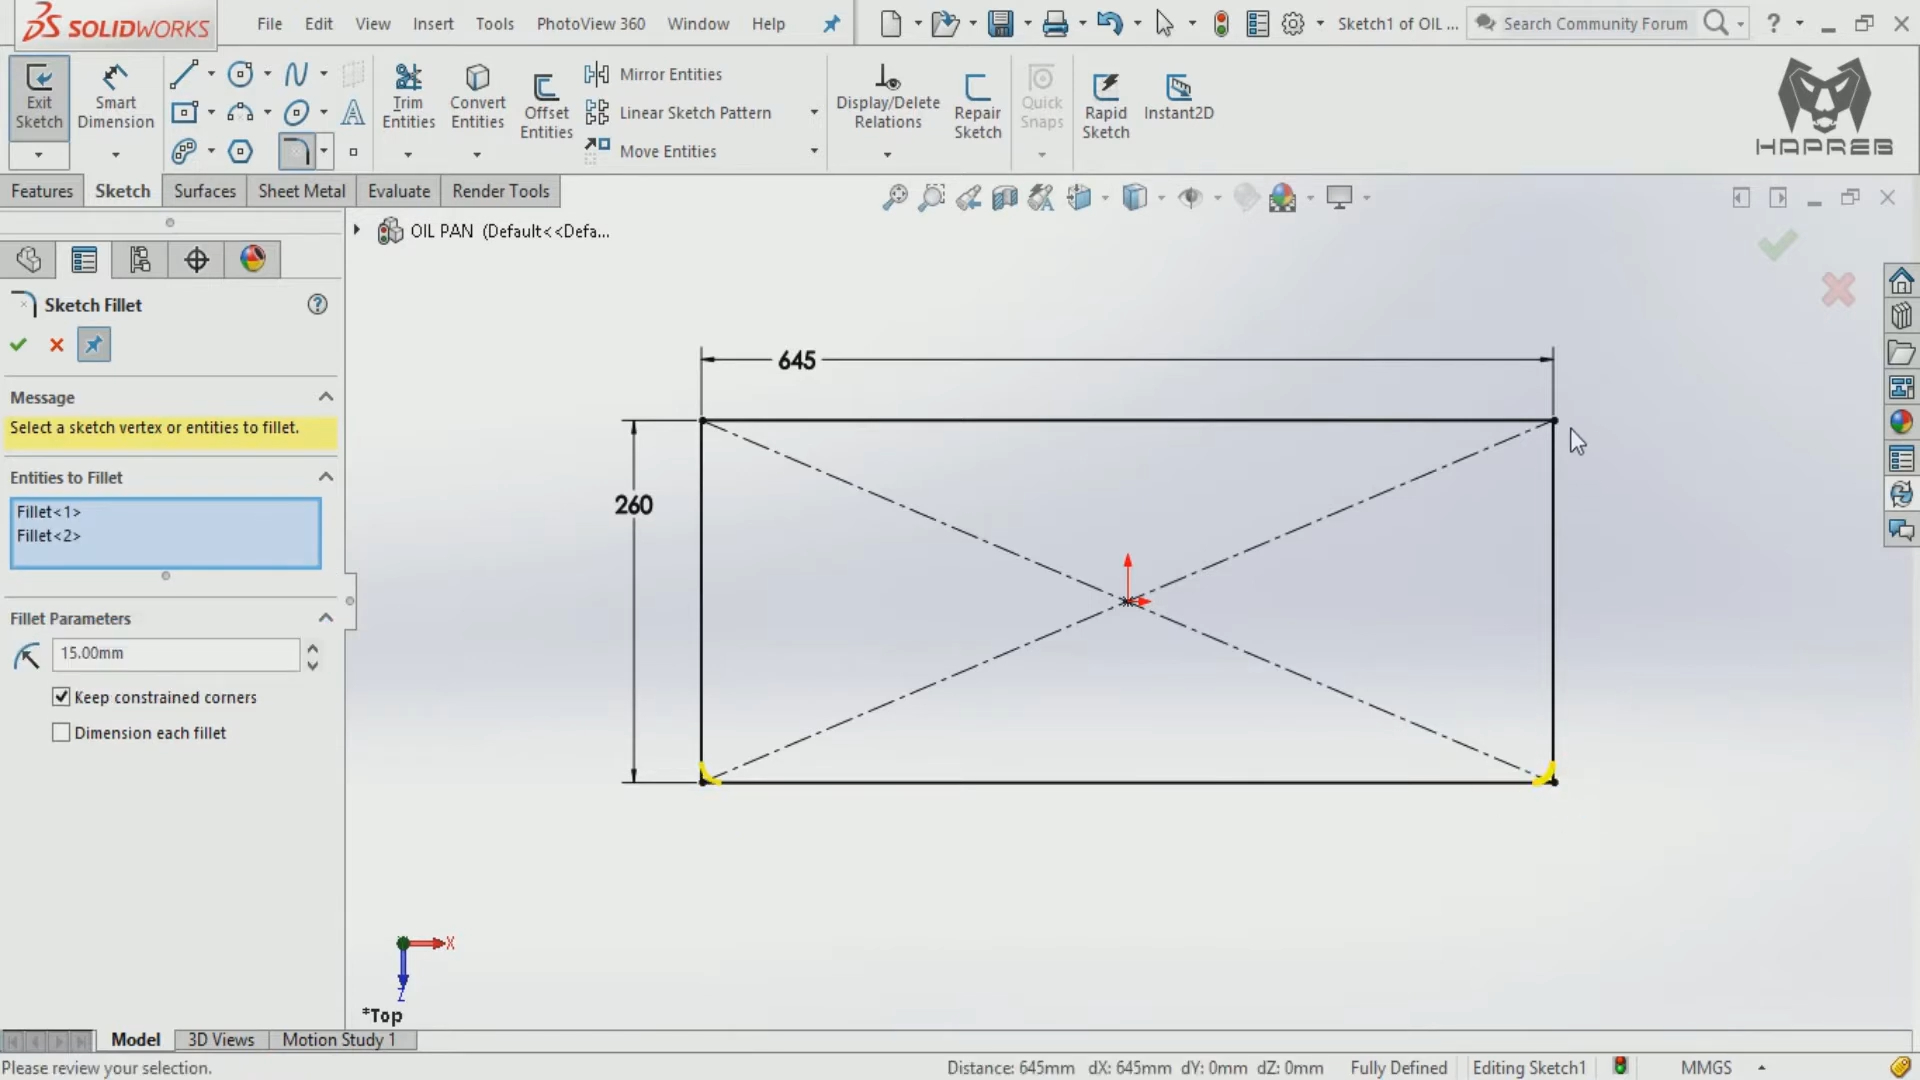 SOLIDWORKS
File Edit View Insert Tools PhotoView 360 Window Help
Sketch1 of OIL ...
Search Community Forum
?
Exit Sketch
Smart Dimension
Trim Entities
Convert Entities
Offset Entities
Mirror Entities
Linear Sketch Pattern
Move Entities
Display/Delete Relations
Repair Sketch
Quick Snaps
Rapid Sketch
Instant2D
HAPREB
Features Sketch Surfaces Sheet Metal Evaluate Render Tools
OIL PAN (Default<<Defa...
Sketch Fillet
?
Message
Select a sketch vertex or entities to fillet.
Entities to Fillet
Fillet<1>
Fillet<2>
Fillet Parameters
15.00mm
Keep constrained corners
Dimension each fillet
645
260
X
Z
*Top
Model 3D Views Motion Study 1
Please review your selection.
Distance: 645mm dX: 645mm dY: 0mm dZ: 0mm Fully Defined Editing Sketch1 MMGS